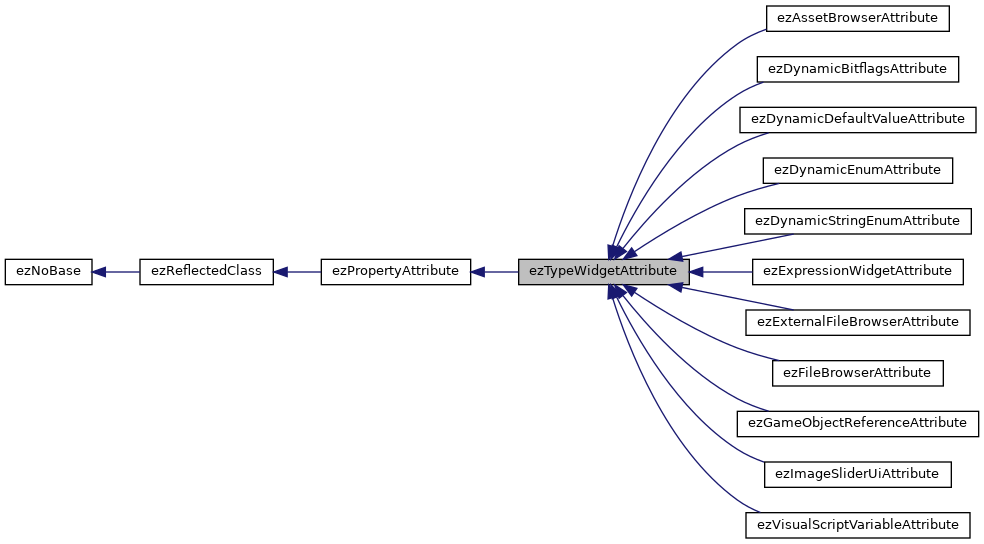 ezAssetBrowserAttribute
ezDynamicBitflagsAttribute
ezDynamicDefaultValueAttribute
ezDynamicEnumAttribute
ezDynamicStringEnumAttribute
ezNoBase
ezReflectedClass
ezPropertyAttribute
ezTypeWidgetAttribute
ezExpressionWidgetAttribute
ezExternalFileBrowserAttribute
ezFileBrowserAttribute
ezGameObjectReferenceAttribute
ezImageSliderUiAttribute
ezVisualScriptVariableAttribute